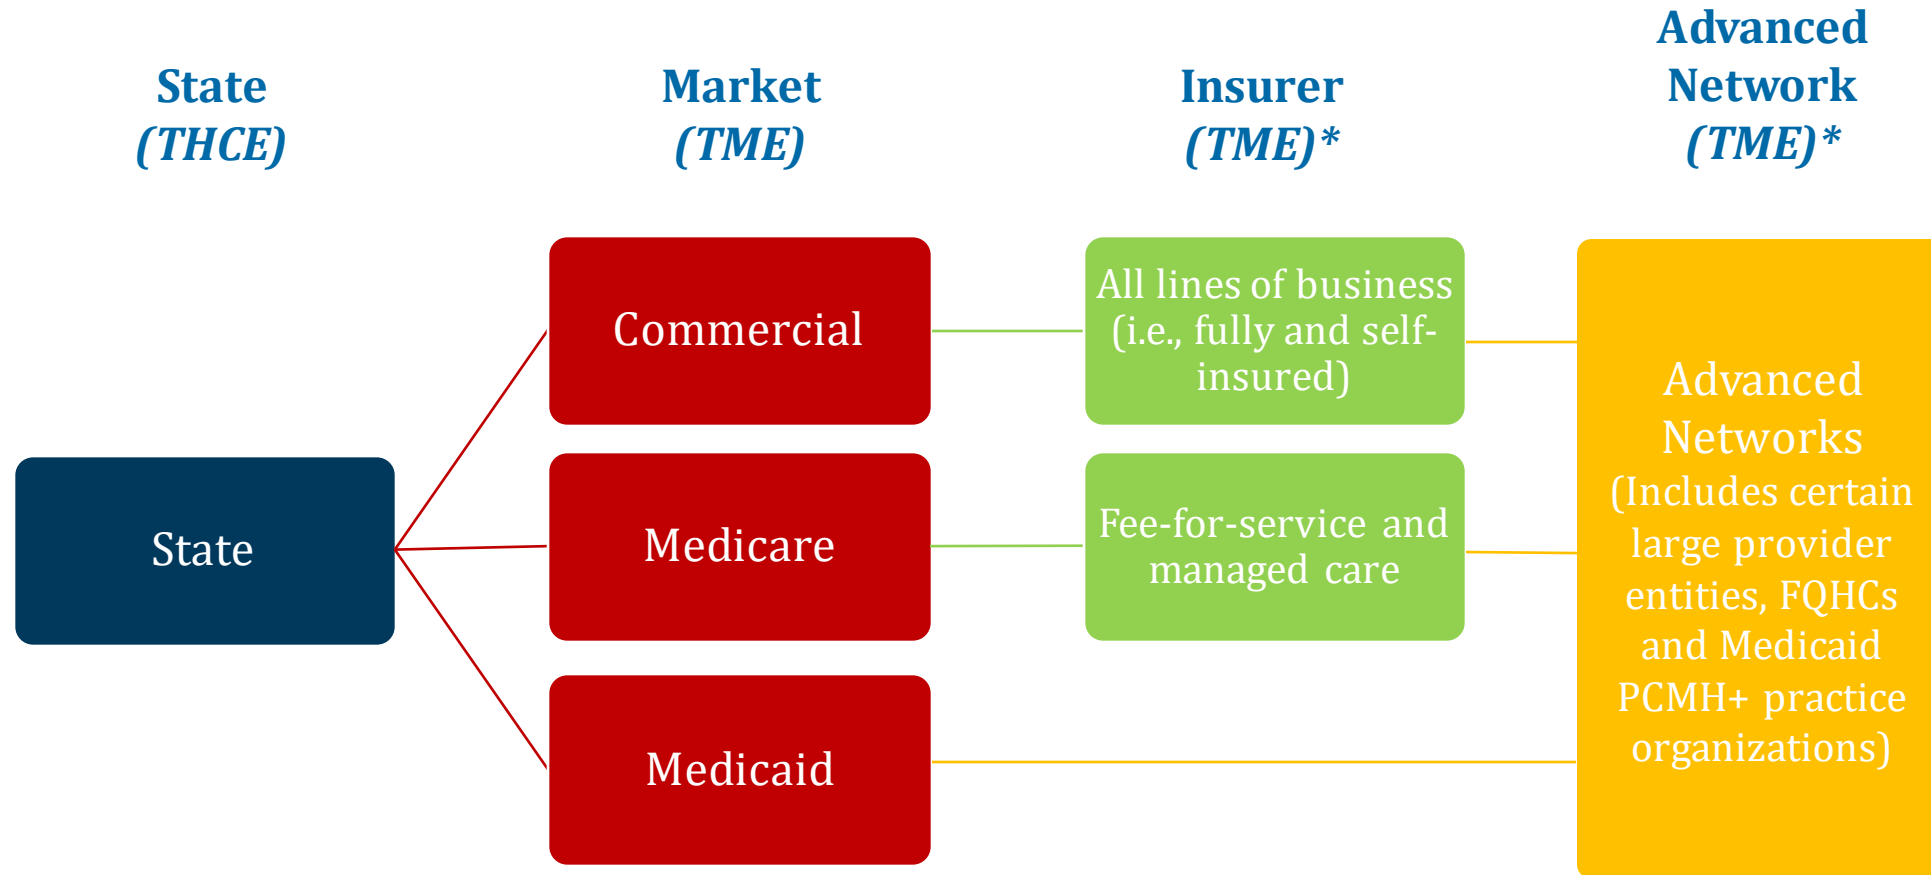 State
(THCE)
Market
(TME)
Insurer
(TME)*
Advanced
Network
(TME)*
State
Commercial
Medicare
Medicaid
All lines of business
(i.e., fully and self-
insured)
Fee-for-service and
managed care
Advanced
Networks
(Includes certain
large provider
entities, FQHCs
and Medicaid
PCMH+ practice
organizations)